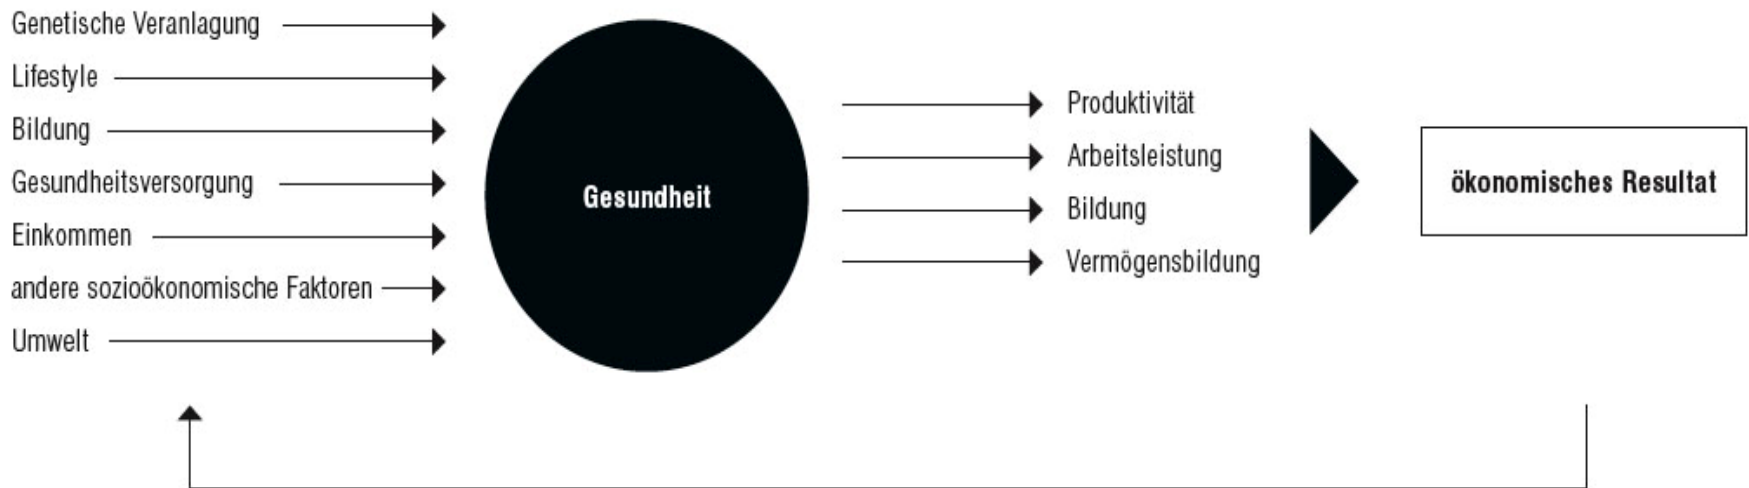 Genetische Veranlagung
Lifestyle
Bildung
Gesundheitsversorgung
Einkommen
andere sozioökonomische Faktoren
Umwelt
Gesundheit
Produktivität
Arbeitsleistung
Bildung
Vermögensbildung
ökonomisches Resultat